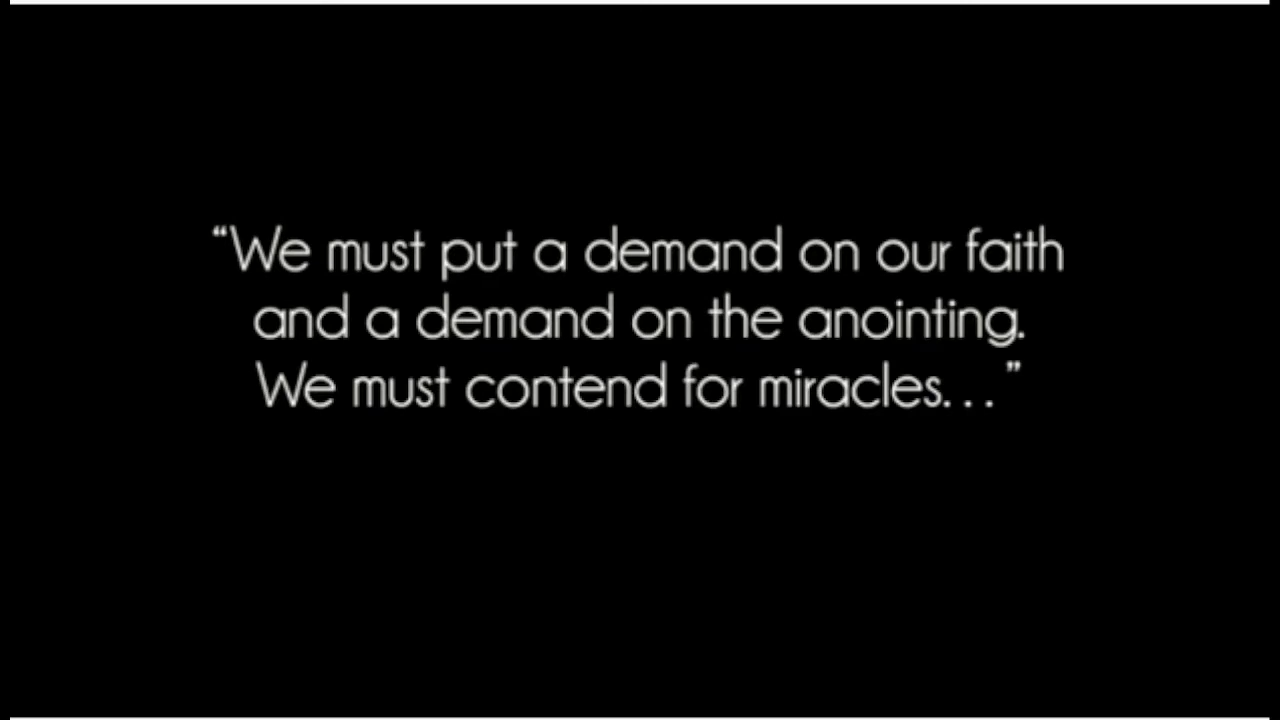 “We must put a demand on our faith
and a demand on the anointing.
We must contend for miracles. . .”